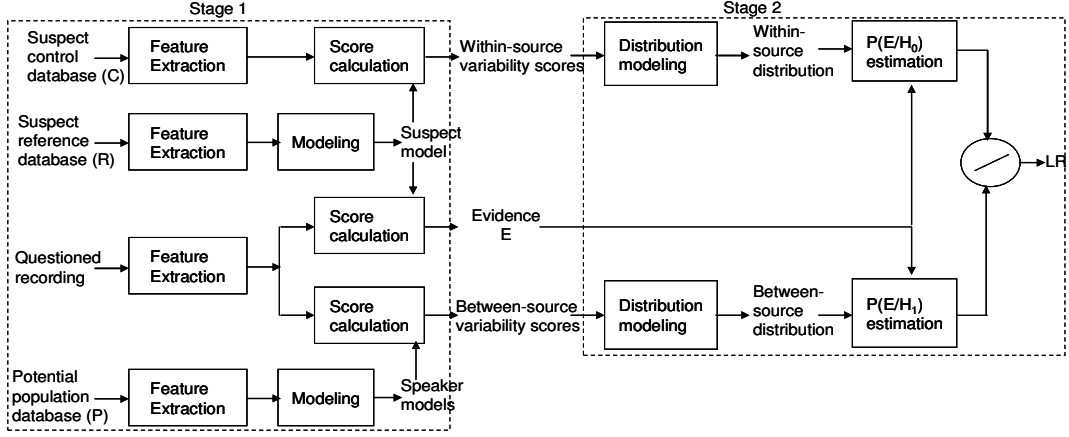 Stage 1
Stage 2
Suspect
control
database (C)
Feature
Extraction
Score
calculation
Within-source
variability scores
Distribution
modeling
Within-
source
distribution
P(E/H₀)
estimation
Suspect
reference
database (R)
Feature
Extraction
Modeling
Suspect
model
LR
Score
calculation
Evidence
E
Questioned
recording
Feature
Extraction
Score
calculation
Between-source
variability scores
Distribution
modeling
Between-
source
distribution
P(E/H₁)
estimation
Potential
population
database (P)
Feature
Extraction
Modeling
Speaker
models